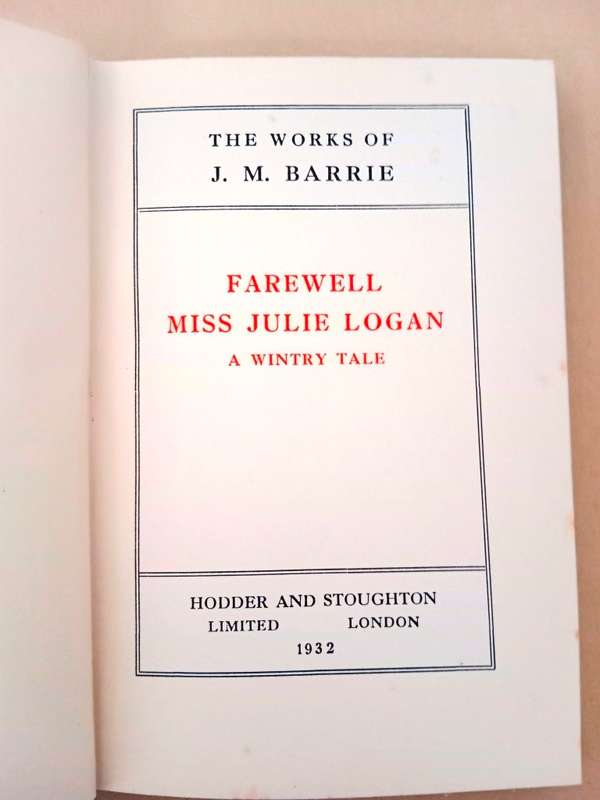 THE WORKS OF
J. M. BARRIE
FAREWELL
MISS JULIE LOGAN
A WINTRY TALE
HODDER AND STOUGHTON
LIMITED LONDON
1932